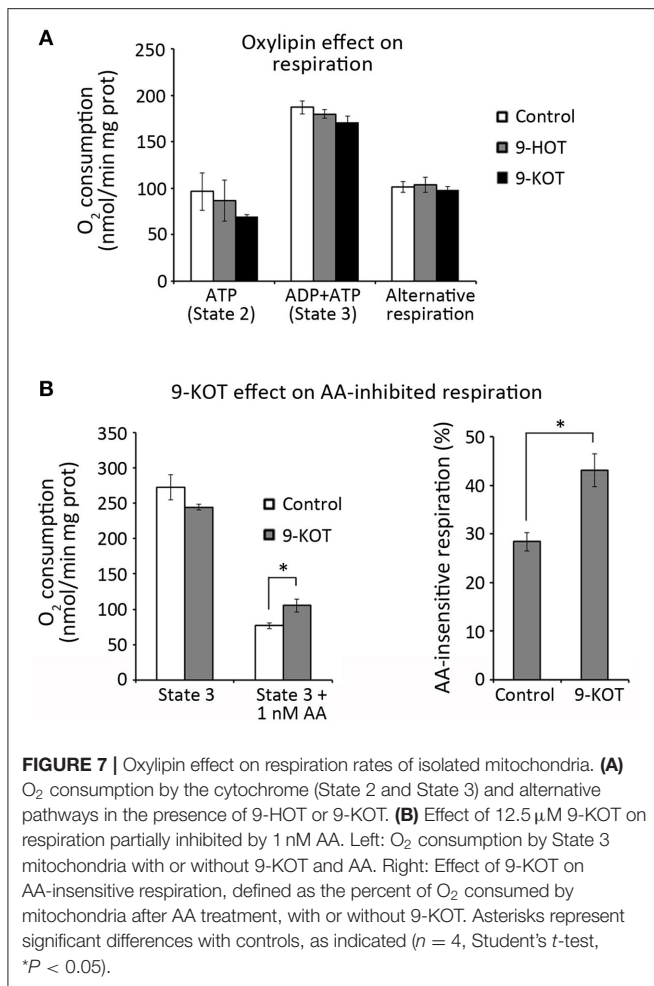 A
Oxylipin effect on
respiration
O₂ consumption
(nmol/min mg prot)
250
200
150
100
50
0
Control
9-HOT
9-KOT
ATP
(State 2)
ADP+ATP
(State 3)
Alternative
respiration
B
9-KOT effect on AA-inhibited respiration
O₂ consumption
(nmol/min mg prot)
350
300
250
200
150
100
50
0
Control
9-KOT
*
State 3
State 3 +
1 nM AA
AA-insensitive respiration (%)
50
40
30
20
10
0
*
Control
9-KOT
FIGURE 7 | Oxylipin effect on respiration rates of isolated mitochondria. (A)
O₂ consumption by the cytochrome (State 2 and State 3) and alternative
pathways in the presence of 9-HOT or 9-KOT. (B) Effect of 12.5 μM 9-KOT on
respiration partially inhibited by 1 nM AA. Left: O₂ consumption by State 3
mitochondria with or without 9-KOT and AA. Right: Effect of 9-KOT on
AA-insensitive respiration, defined as the percent of O₂ consumed by
mitochondria after AA treatment, with or without 9-KOT. Asterisks represent
significant differences with controls, as indicated (n = 4, Student's t-test,
*P < 0.05).